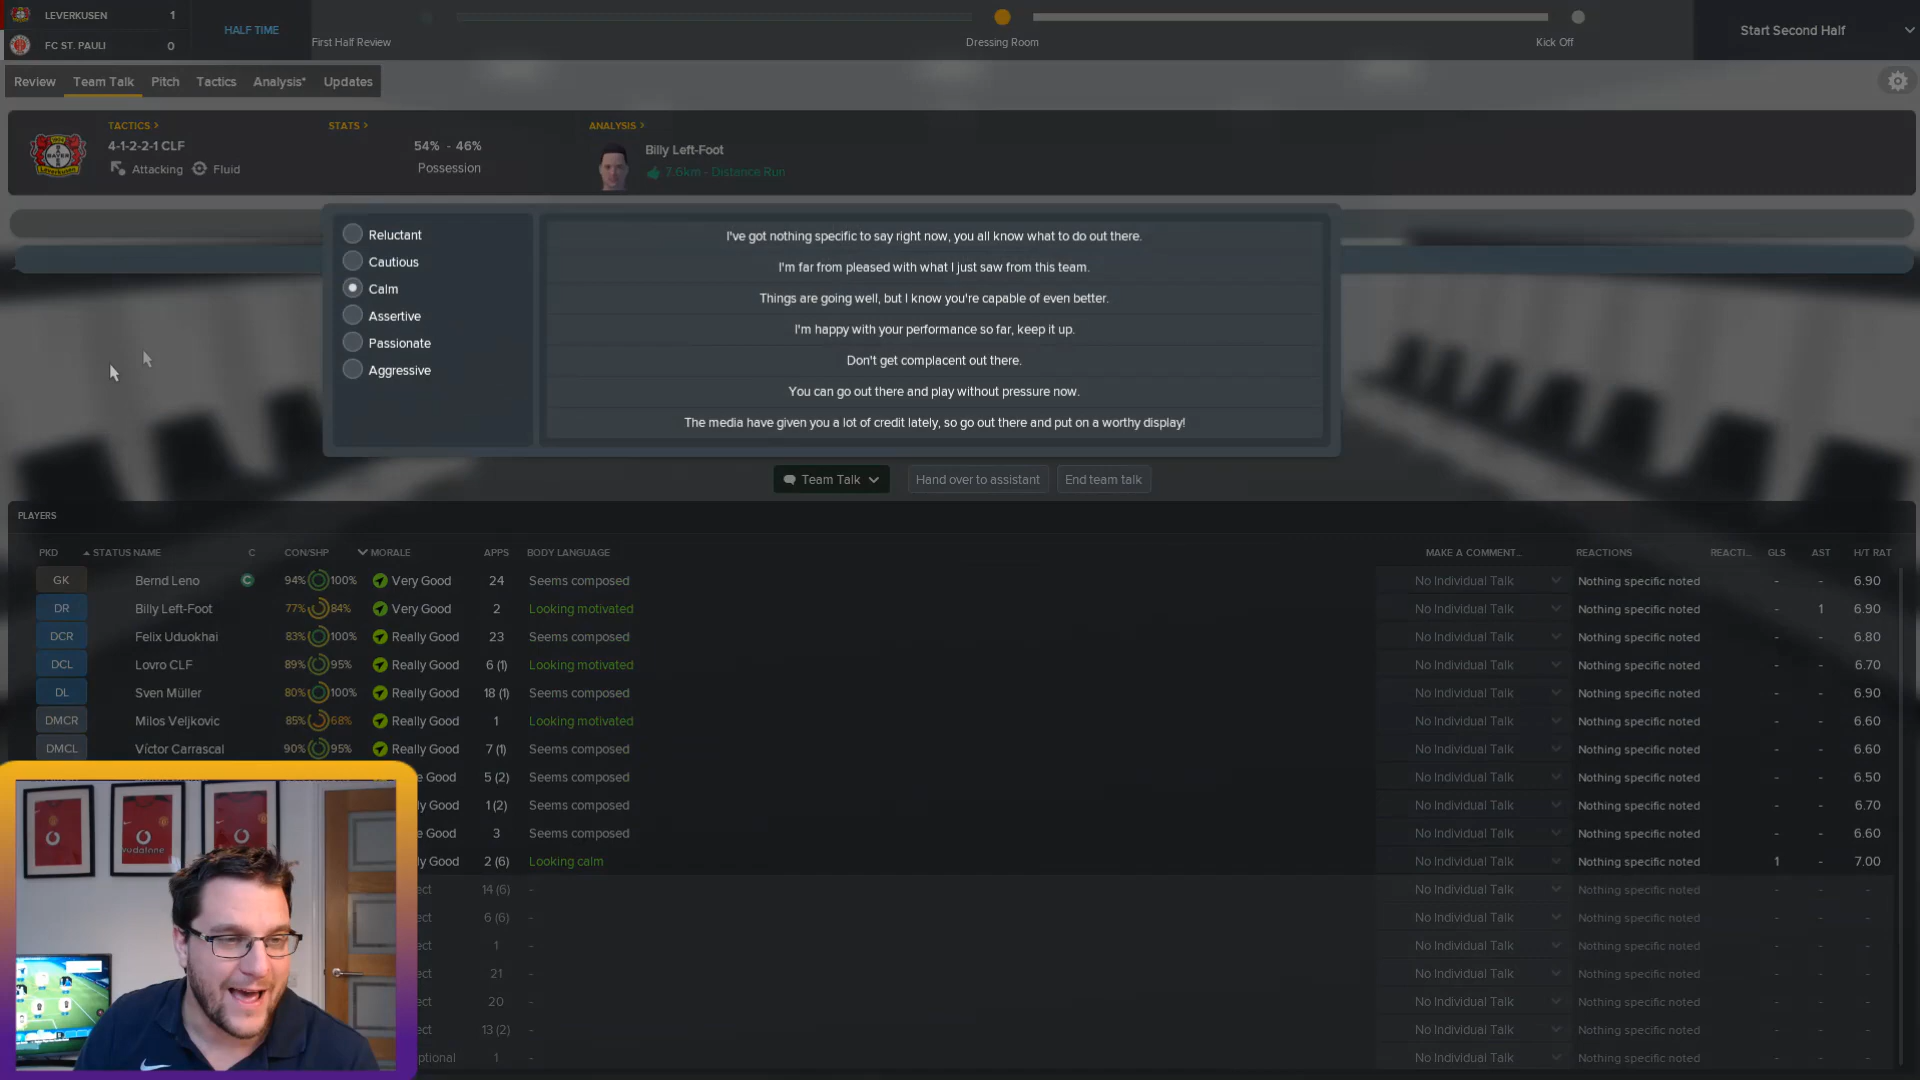 LEVERKUSEN 1
FC ST. PAULI 0
HALF TIME
First Half Review
Dressing Room
Kick Off
Start Second Half
Review Team Talk Pitch Tactics Analysis* Updates
TACTICS >
4-1-2-2-1 CLF
Attacking Fluid
STATS >
54% - 46%
Possession
ANALYSIS >
Billy Left-Foot
7.6km - Distance Run
Reluctant
Cautious
Calm
Assertive
Passionate
Aggressive
I've got nothing specific to say right now, you all know what to do out there.
I'm far from pleased with what I just saw from this team.
Things are going well, but I know you're capable of even better.
I'm happy with your performance so far, keep it up.
Don't get complacent out there.
You can go out there and play without pressure now.
The media have given you a lot of credit lately, so go out there and put on a worthy display!
Team Talk Hand over to assistant End team talk
PLAYERS
PKD STATUS NAME C CON/SHP MORALE APPS BODY LANGUAGE MAKE A COMMENT... REACTIONS REACTI... GLS AST H/T RAT
GK Bernd Leno C 94% 100% Very Good 24 Seems composed No Individual Talk Nothing specific noted - - 6.90
DR Billy Left-Foot 77% 84% Very Good 2 Looking motivated No Individual Talk Nothing specific noted - 1 6.90
DCR Felix Uduokhai 83% 100% Really Good 23 Seems composed No Individual Talk Nothing specific noted - - 6.80
DCL Lovro CLF 89% 95% Really Good 6 (1) Looking motivated No Individual Talk Nothing specific noted - - 6.70
DL Sven Müller 80% 100% Really Good 18 (1) Seems composed No Individual Talk Nothing specific noted - - 6.90
DMCR Milos Veljkovic 85% 68% Really Good 1 Looking motivated No Individual Talk Nothing specific noted - - 6.60
DMCL Víctor Carrascal 90% 95% Really Good 7 (1) Seems composed No Individual Talk Nothing specific noted - - 6.60
Good 5 (2) Seems composed No Individual Talk Nothing specific noted - - 6.50
ly Good 1 (2) Seems composed No Individual Talk Nothing specific noted - - 6.70
Good 3 Seems composed No Individual Talk Nothing specific noted - - 6.60
ly Good 2 (6) Looking calm No Individual Talk Nothing specific noted 1 - 7.00
ect 14 (6) - No Individual Talk Nothing specific noted - - -
ect 6 (6) - No Individual Talk Nothing specific noted - - -
ect 1 - No Individual Talk Nothing specific noted - - -
ect 21 - No Individual Talk Nothing specific noted - - -
ect 20 - No Individual Talk Nothing specific noted - - -
ect 13 (2) - No Individual Talk Nothing specific noted - - -
ptional 1 - No Individual Talk Nothing specific noted - - -
vodafone